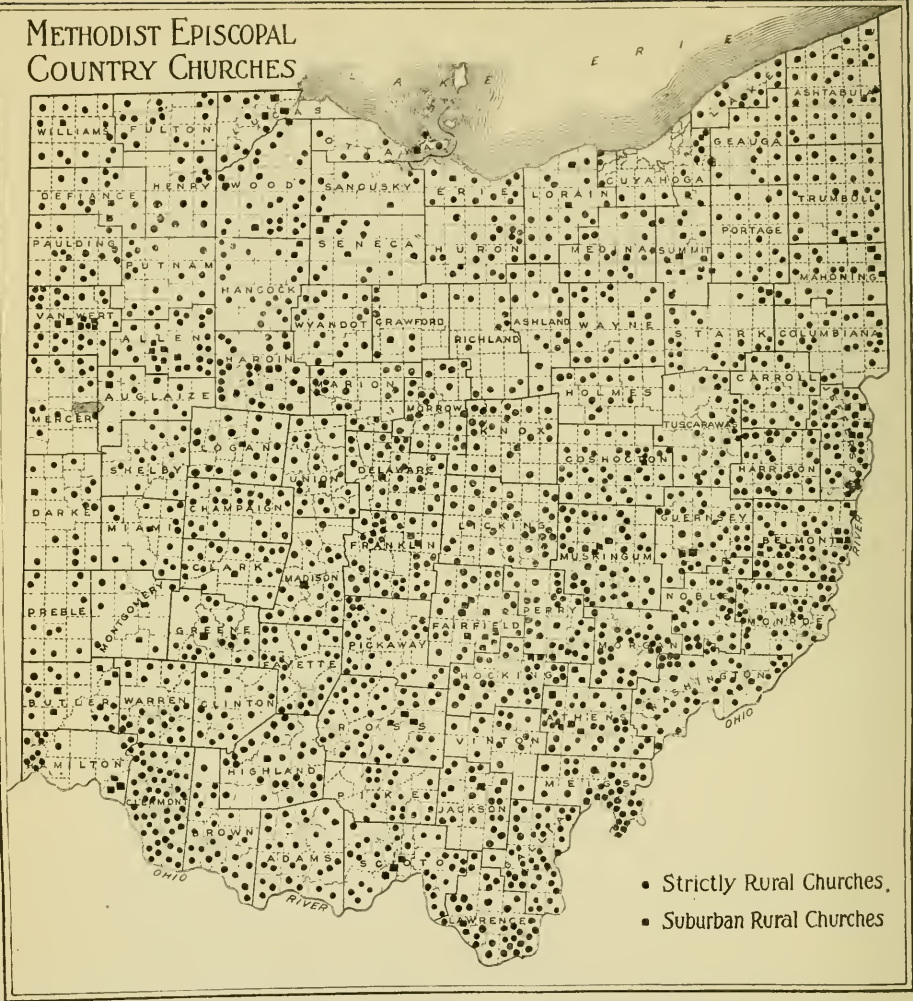 METHODIST EPISCOPAL
COUNTRY CHURCHES
LAKE ERIE
WILLIAMS FULTON LUCAS OTTAWA LAKE ASHTABULA
GEAUGA
DEFIANCE HENRY WOOD SANDUSKY ERIE LORAIN CUYAHOGA TRUMBULL
PAULDING PUTNAM SENECA HURON MEDINA SUMMIT PORTAGE
MAHONING
HANCOCK
VAN WERT ALLEN WYANDOT CRAWFORD RICHLAND ASHLAND WAYNE STARK COLUMBIANA
HARDIN
MERCER AUGLAIZE MARION MORROW HOLMES CARROLL
KNOX TUSCARAWAS
LOGAN
SHELBY UNION DELAWARE COSHOCTON HARRISON
DARKE MIAMI CHAMPAIGN LICKING GUERNSEY
FRANKLIN MUSKINGUM BELMONT
CLARK MADISON
RIVER
PREBLE MONTGOMERY GREENE FAIRFIELD PERRY NOBLE MONROE
FAYETTE PICKAWAY MORGAN
HOCKING WASHINGTON
BUTLER WARREN CLINTON ATHENS
OHIO
ROSS VINTON
HAMILTON HIGHLAND
CLERMONT PIKE JACKSON MEIGS
BROWN ADAMS SCIOTO
OHIO
RIVER
LAWRENCE
• Strictly Rural Churches.
▪ Suburban Rural Churches